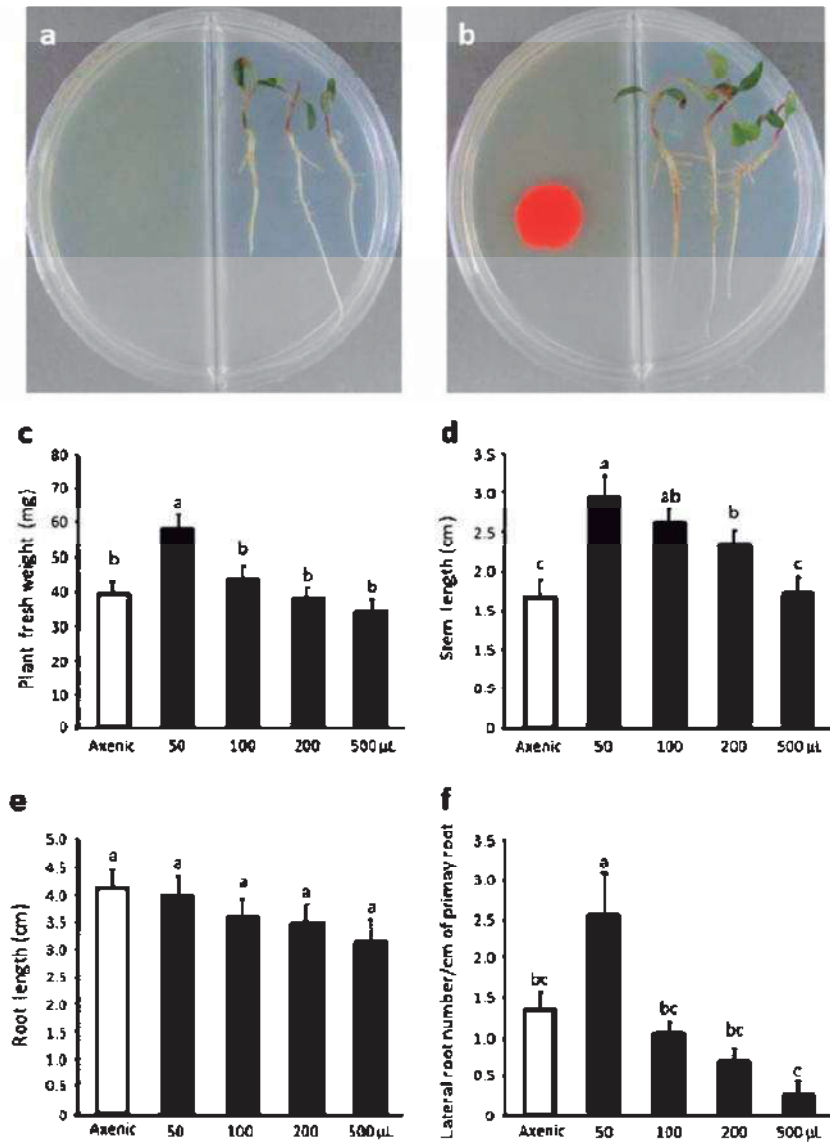 a
b
c
Plant fresh weight (mg)
80
70
60
50
40
30
20
10
0
b
a
b
b
b
Axenic 50 100 200 500 µL
d
Stem length (cm)
3.5
3.0
2.5
2.0
1.5
1.5
0.5
0
c
a
ab
b
c
Axenic 50 100 200 500 µL
e
Root length (cm)
5.0
4.5
4.0
3.5
3.0
2.5
2.0
1.5
1.0
0.5
0
a
a
a
a
a
Axenic 50 100 200 500 µL
f
Lateral root number/cm of primay root
3.5
3.0
2.5
2.0
1.5
1.0
0.5
0
bc
a
bc
bc
c
Axenic 50 100 200 500 µL